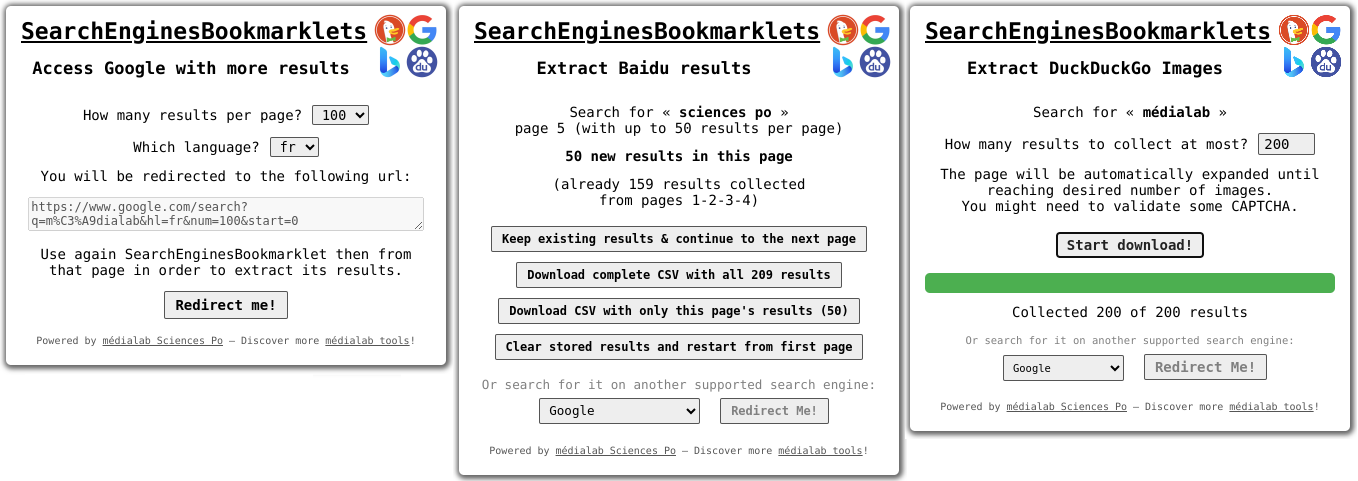 SearchEnginesBookmarklets
Access Google with more results
How many results per page? 100
Which language? fr
You will be redirected to the following url:
https://www.google.com/search?
q=m%C3%A9dialab&hl=fr&num=100&start=0
Use again SearchEnginesBookmarklet then from
that page in order to extract its results.
Redirect me!
Powered by médialab Sciences Po – Discover more médialab tools!
SearchEnginesBookmarklets
Extract Baidu results
Search for « sciences po »
page 5 (with up to 50 results per page)
50 new results in this page
(already 159 results collected
from pages 1-2-3-4)
Keep existing results & continue to the next page
Download complete CSV with all 209 results
Download CSV with only this page's results (50)
Clear stored results and restart from first page
Or search for it on another supported search engine:
Google Redirect Me!
Powered by médialab Sciences Po – Discover more médialab tools!
SearchEnginesBookmarklets
Extract DuckDuckGo Images
Search for « médialab »
How many results to collect at most? 200
The page will be automatically expanded until
reaching desired number of images.
You might need to validate some CAPTCHA.
Start download!
Collected 200 of 200 results
Or search for it on another supported search engine:
Google Redirect Me!
Powered by médialab Sciences Po – Discover more médialab tools!